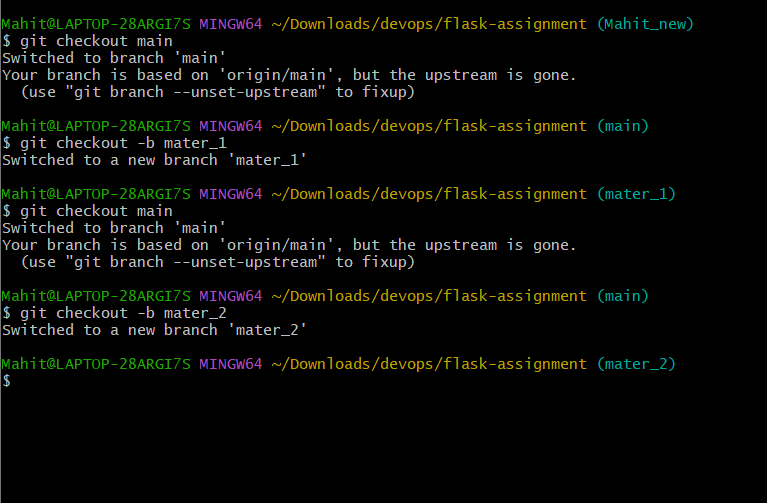 Mahit@LAPTOP-28ARGI7S MINGW64 ~/Downloads/devops/flask-assignment (Mahit_new)
$ git checkout main
Switched to branch 'main'
Your branch is based on 'origin/main', but the upstream is gone.
  (use "git branch --unset-upstream" to fixup)

Mahit@LAPTOP-28ARGI7S MINGW64 ~/Downloads/devops/flask-assignment (main)
$ git checkout -b mater_1
Switched to a new branch 'mater_1'

Mahit@LAPTOP-28ARGI7S MINGW64 ~/Downloads/devops/flask-assignment (mater_1)
$ git checkout main
Switched to branch 'main'
Your branch is based on 'origin/main', but the upstream is gone.
  (use "git branch --unset-upstream" to fixup)

Mahit@LAPTOP-28ARGI7S MINGW64 ~/Downloads/devops/flask-assignment (main)
$ git checkout -b mater_2
Switched to a new branch 'mater_2'

Mahit@LAPTOP-28ARGI7S MINGW64 ~/Downloads/devops/flask-assignment (mater_2)
$